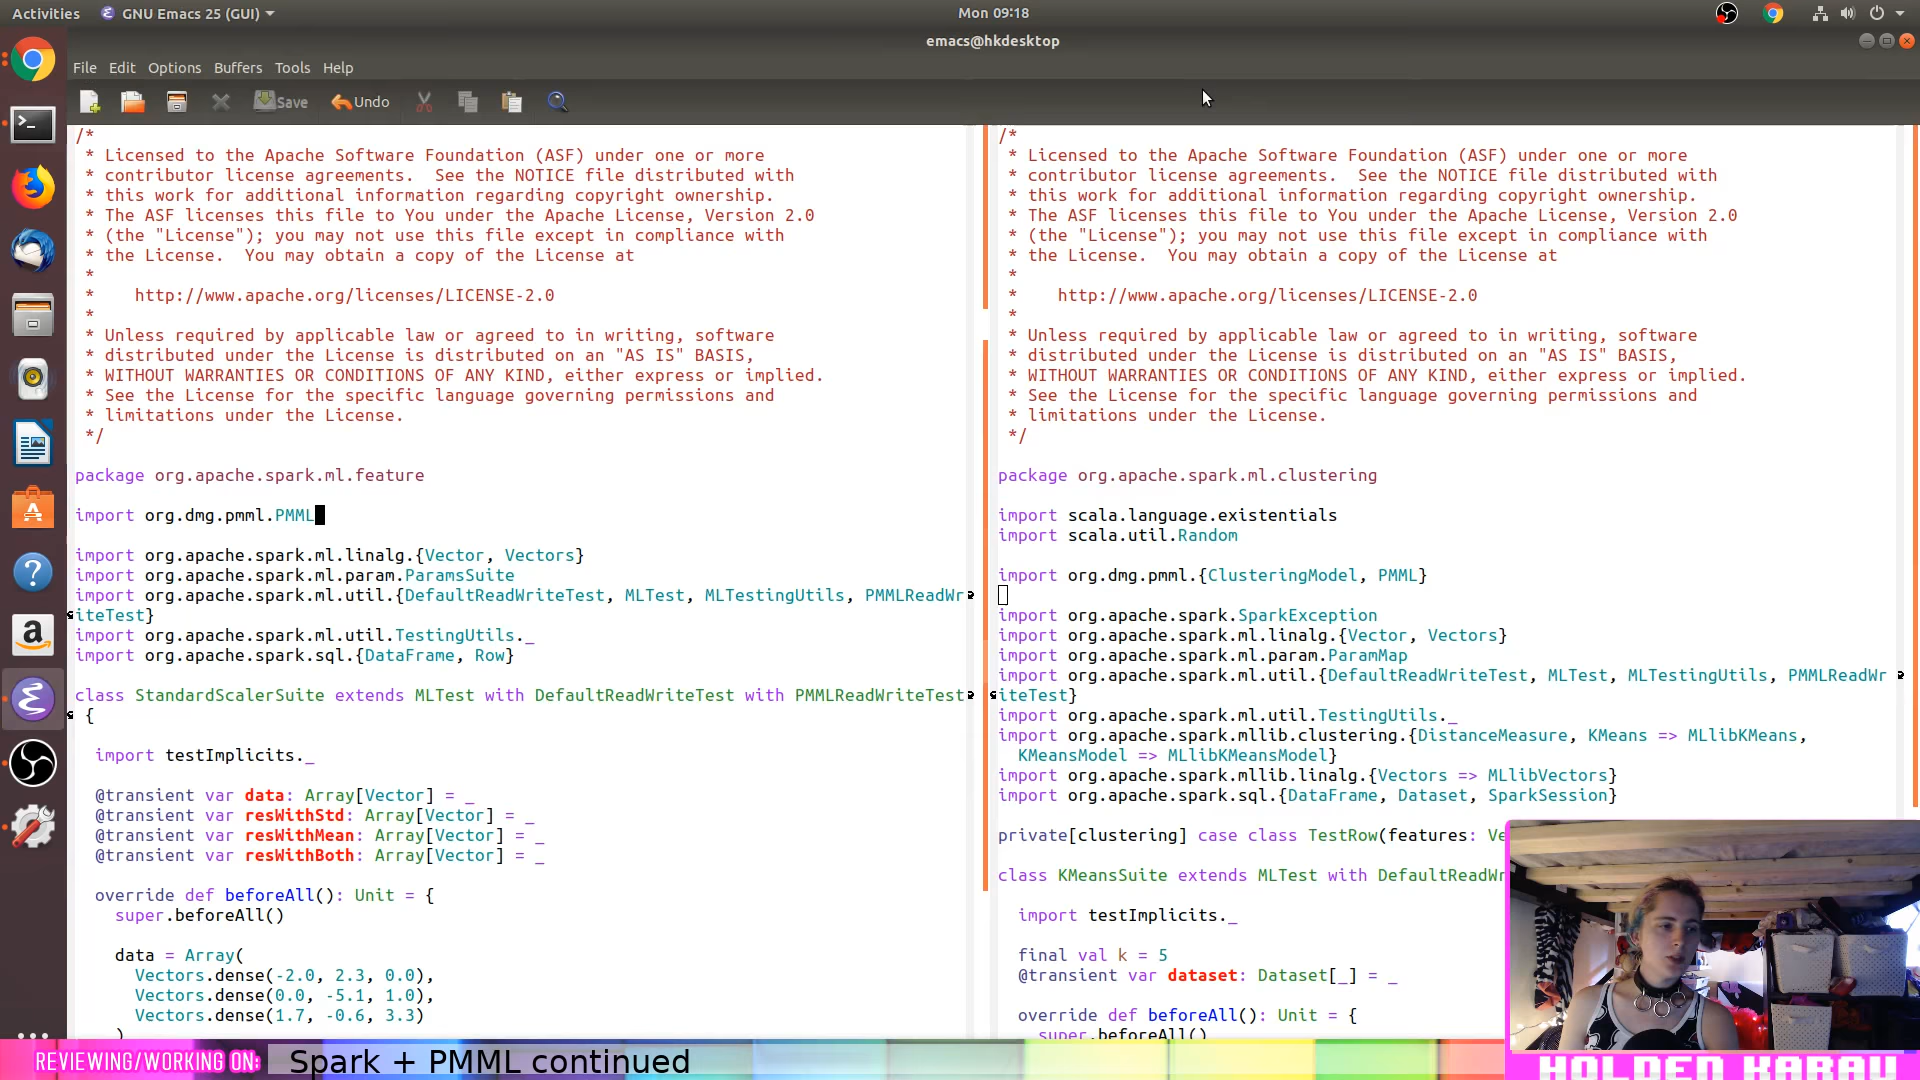 Activities GNU Emacs 25 (GUI) Mon 09:18
emacs@hkdesktop
File Edit Options Buffers Tools Help
Save Undo
/*
* Licensed to the Apache Software Foundation (ASF) under one or more
* contributor license agreements.  See the NOTICE file distributed with
* this work for additional information regarding copyright ownership.
* The ASF licenses this file to You under the Apache License, Version 2.0
* (the "License"); you may not use this file except in compliance with
* the License.  You may obtain a copy of the License at
*
*    http://www.apache.org/licenses/LICENSE-2.0
*
* Unless required by applicable law or agreed to in writing, software
* distributed under the License is distributed on an "AS IS" BASIS,
* WITHOUT WARRANTIES OR CONDITIONS OF ANY KIND, either express or implied.
* See the License for the specific language governing permissions and
* limitations under the License.
*/
package org.apache.spark.ml.feature
import org.dmg.pmml.PMML
import org.apache.spark.ml.linalg.{Vector, Vectors}
import org.apache.spark.ml.param.ParamsSuite
import org.apache.spark.ml.util.{DefaultReadWriteTest, MLTest, MLTestingUtils, PMMLReadWr
iteTest}
import org.apache.spark.ml.util.TestingUtils._
import org.apache.spark.sql.{DataFrame, Row}
class StandardScalerSuite extends MLTest with DefaultReadWriteTest with PMMLReadWriteTest
{
import testImplicits._
@transient var data: Array[Vector] = _
@transient var resWithStd: Array[Vector] = _
@transient var resWithMean: Array[Vector] = _
@transient var resWithBoth: Array[Vector] = _
override def beforeAll(): Unit = {
super.beforeAll()
data = Array(
Vectors.dense(-2.0, 2.3, 0.0),
Vectors.dense(0.0, -5.1, 1.0),
Vectors.dense(1.7, -0.6, 3.3)
)
/*
* Licensed to the Apache Software Foundation (ASF) under one or more
* contributor license agreements.  See the NOTICE file distributed with
* this work for additional information regarding copyright ownership.
* The ASF licenses this file to You under the Apache License, Version 2.0
* (the "License"); you may not use this file except in compliance with
* the License.  You may obtain a copy of the License at
*
*    http://www.apache.org/licenses/LICENSE-2.0
*
* Unless required by applicable law or agreed to in writing, software
* distributed under the License is distributed on an "AS IS" BASIS,
* WITHOUT WARRANTIES OR CONDITIONS OF ANY KIND, either express or implied.
* See the License for the specific language governing permissions and
* limitations under the License.
*/
package org.apache.spark.ml.clustering
import scala.language.existentials
import scala.util.Random
import org.dmg.pmml.{ClusteringModel, PMML}
import org.apache.spark.SparkException
import org.apache.spark.ml.linalg.{Vector, Vectors}
import org.apache.spark.ml.param.ParamMap
import org.apache.spark.ml.util.{DefaultReadWriteTest, MLTest, MLTestingUtils, PMMLReadWr
iteTest}
import org.apache.spark.ml.util.TestingUtils._
import org.apache.spark.mllib.clustering.{DistanceMeasure, KMeans => MLlibKMeans,
KMeansModel => MLlibKMeansModel}
import org.apache.spark.mllib.linalg.{Vectors => MLlibVectors}
import org.apache.spark.sql.{DataFrame, Dataset, SparkSession}
private[clustering] case class TestRow(features: Ve
class KMeansSuite extends MLTest with DefaultReadWr
import testImplicits._
final val k = 5
@transient var dataset: Dataset[_] = _
override def beforeAll(): Unit = {
super.beforeAll()
REVIEWING/WORKING ON: Spark + PMML continued
HOLDEN KARAU